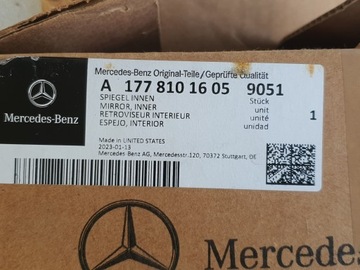 Mercedes-Benz Original-Teile/Geprüfte Qualität
A 177 810 16 05 9051
SPIEGEL INNEN Stück
MIRROR, INNER unit
RETROVISEUR INTERIEUR unité 1
ESPEJO, INTERIOR unidad
Mercedes-Benz
Made in UNITED STATES
2023-01-13
Mercedes-Benz AG, Mercedesstr.120, 70372 Stuttgart, DE
Mercede